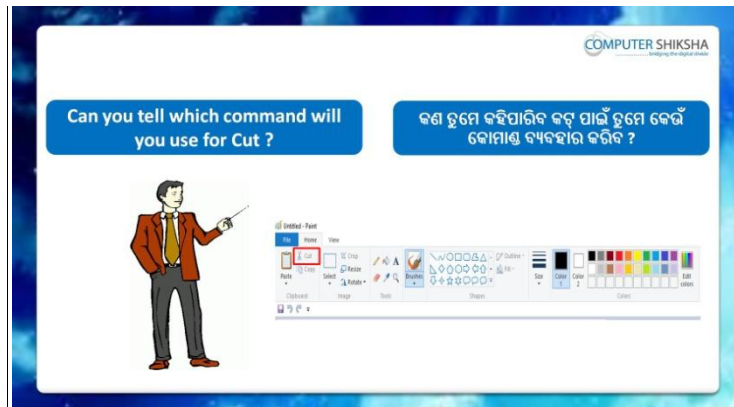 COMPUTER SHIKSHA
Can you tell which command will
you use for Cut ?
କଣ ତୁମେ କହିପାରିବ କଟ୍ ପାଇଁ ତୁମେ କେଉଁ
କୋମାଣ୍ଡ ବ୍ୟବହାର କରିବ ?
Untitled - Paint
File Home View
Cut Crop Outline
Copy Resize Fill
Paste Select Rotate Brushes Size Color 1 Color 2 Edit colors
Clipboard Image Tools Shapes Colors